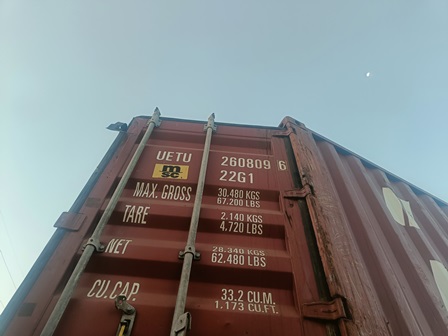 UETU 260809 6
msc 22G1
MAX. GROSS 30.480 KGS
67.200 LBS
TARE 2.140 KGS
4.720 LBS
NET 28.340 KGS
62.480 LBS
CU.CAP. 33.2 CU.M.
1.173 CU.FT.